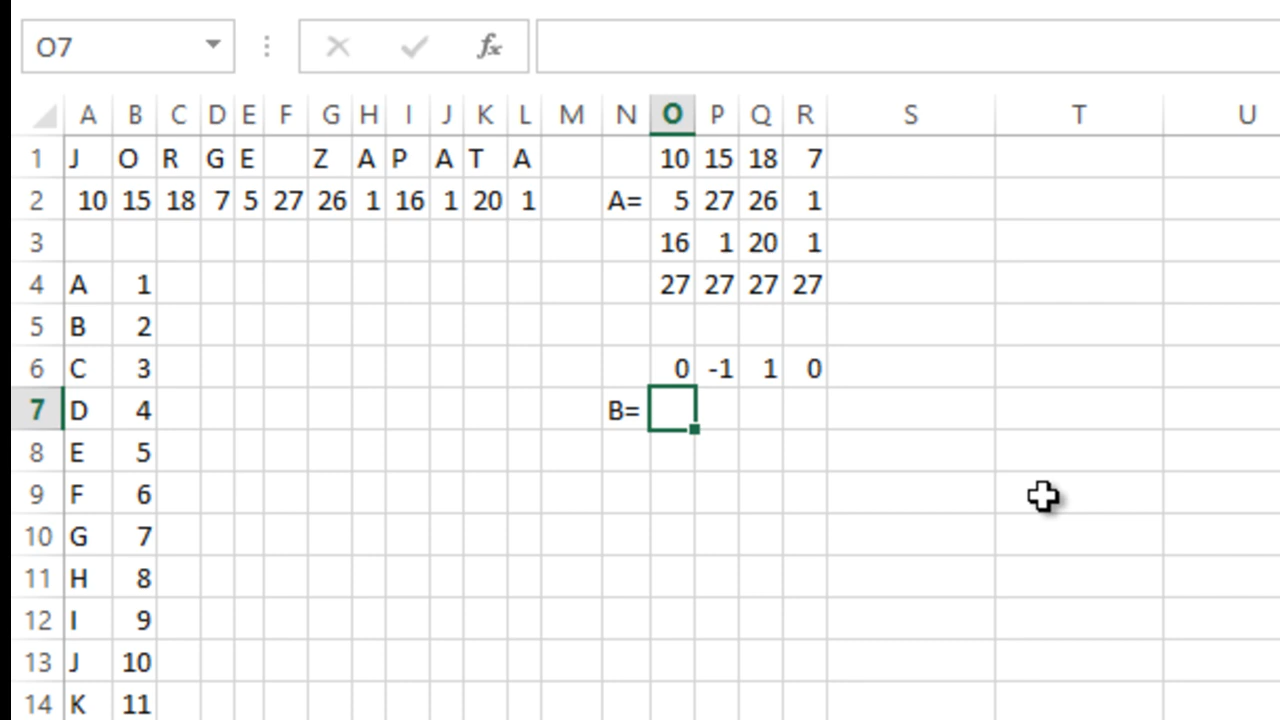 O7 fx
A B C D E F G H I J K L M N O P Q R S T U
1 J O R G E Z A P A T A 10 15 18 7
2 10 15 18 7 5 27 26 1 16 1 20 1 A= 5 27 26 1
3 16 1 20 1
4 A 1 27 27 27 27
5 B 2
6 C 3 0 -1 1 0
7 D 4 B=
8 E 5
9 F 6
10 G 7
11 H 8
12 I 9
13 J 10
14 K 11